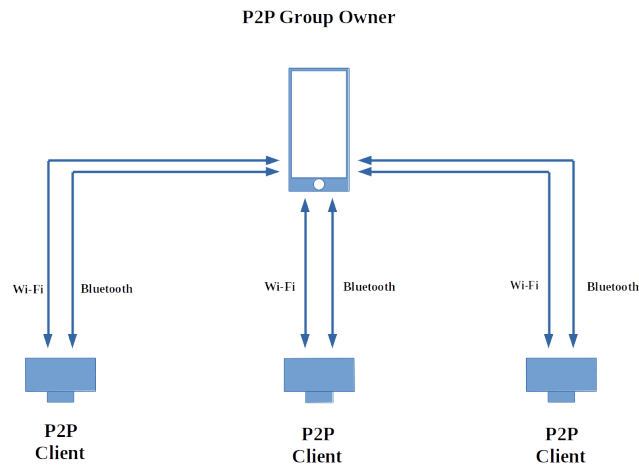 P2P Group Owner
Wi-Fi
Bluetooth
Wi-Fi
Bluetooth
Wi-Fi
Bluetooth
P2P
Client
P2P
Client
P2P
Client